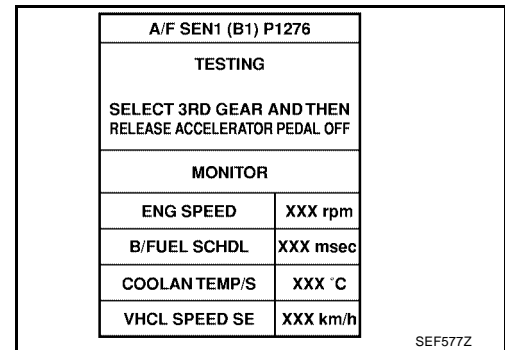 A/F SEN1 (B1) P1276
TESTING
SELECT 3RD GEAR AND THEN
RELEASE ACCELERATOR PEDAL OFF
MONITOR
ENG SPEED XXX rpm
B/FUEL SCHDL XXX msec
COOLAN TEMP/S XXX °C
VHCL SPEED SE XXX km/h
SEF577Z